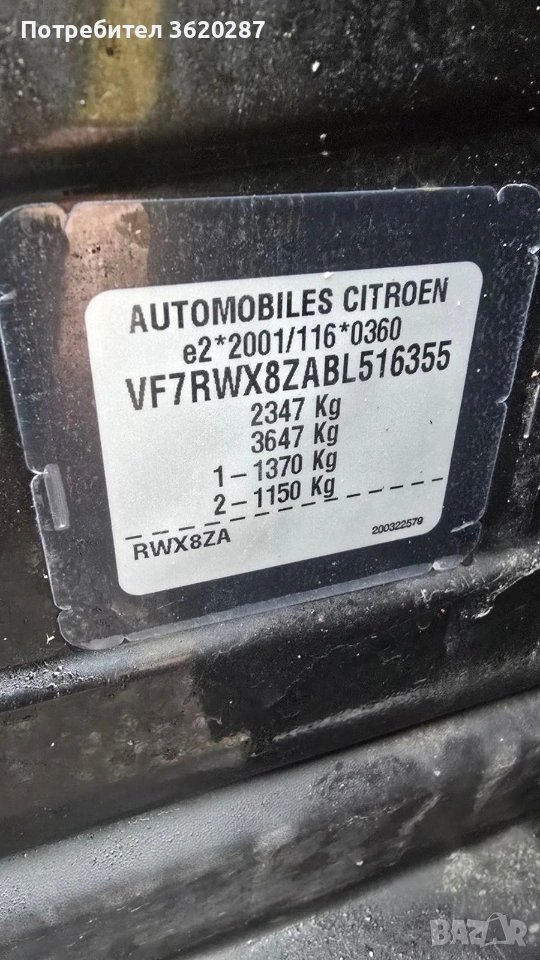 Потребител 3620287
AUTOMOBILES CITROEN
e2*2001/116*0360
VF7RWX8ZABL516355
2347 Kg
3647 Kg
1-1370 Kg
2-1150 Kg
RWX8ZA
200322579
BAZAR